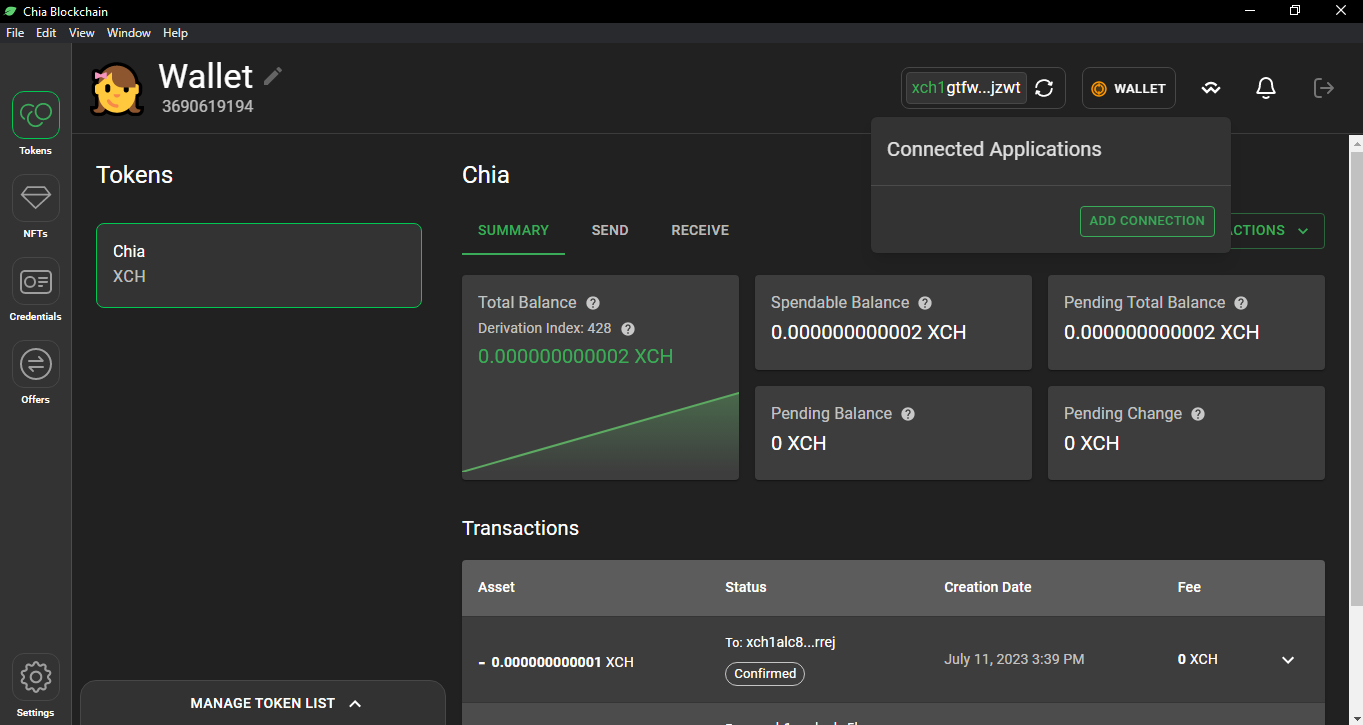 Chia Blockchain
File Edit View Window Help
Wallet
3690619194
xch1gtfw...jzwt
WALLET
Tokens
NFTs
Credentials
Offers
Settings
Tokens
Chia
XCH
MANAGE TOKEN LIST
Chia
Connected Applications
ADD CONNECTION
SUMMARY SEND RECEIVE
CTIONS
Total Balance
Derivation Index: 428
0.000000000002 XCH
Spendable Balance
0.000000000002 XCH
Pending Total Balance
0.000000000002 XCH
Pending Balance
0 XCH
Pending Change
0 XCH
Transactions
Asset Status Creation Date Fee
To: xch1alc8...rrej
- 0.000000000001 XCH
Confirmed
July 11, 2023 3:39 PM
0 XCH